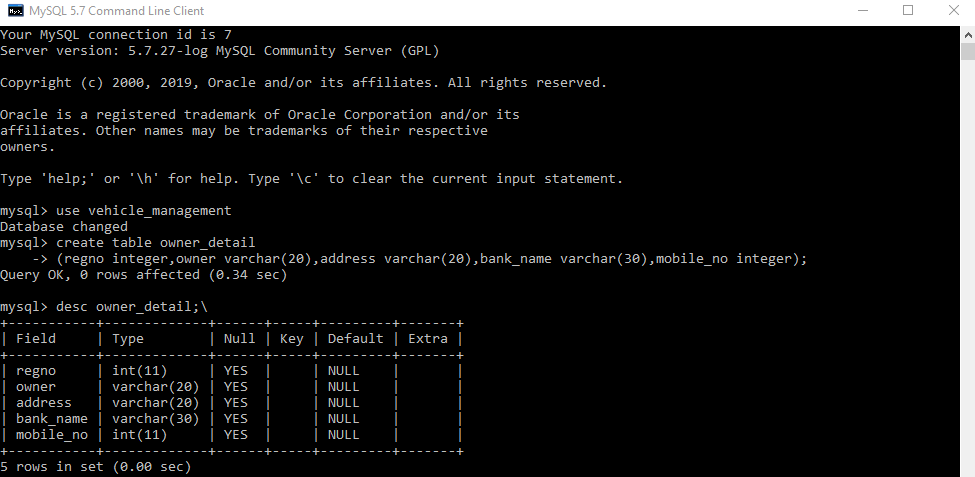 MySQL 5.7 Command Line Client
Your MySQL connection id is 7
Server version: 5.7.27-log MySQL Community Server (GPL)
Copyright (c) 2000, 2019, Oracle and/or its affiliates. All rights reserved.
Oracle is a registered trademark of Oracle Corporation and/or its
affiliates. Other names may be trademarks of their respective
owners.
Type 'help;' or '\h' for help. Type '\c' to clear the current input statement.
mysql> use vehicle_management
Database changed
mysql> create table owner_detail
    -> (regno integer,owner varchar(20),address varchar(20),bank_name varchar(30),mobile_no integer);
Query OK, 0 rows affected (0.34 sec)
mysql> desc owner_detail;\
+-----------+-------------+------+-----+---------+-------+
| Field     | Type        | Null | Key | Default | Extra |
+-----------+-------------+------+-----+---------+-------+
| regno     | int(11)     | YES  |     | NULL    |       |
| owner     | varchar(20) | YES  |     | NULL    |       |
| address   | varchar(20) | YES  |     | NULL    |       |
| bank_name | varchar(30) | YES  |     | NULL    |       |
| mobile_no | int(11)     | YES  |     | NULL    |       |
+-----------+-------------+------+-----+---------+-------+
5 rows in set (0.00 sec)